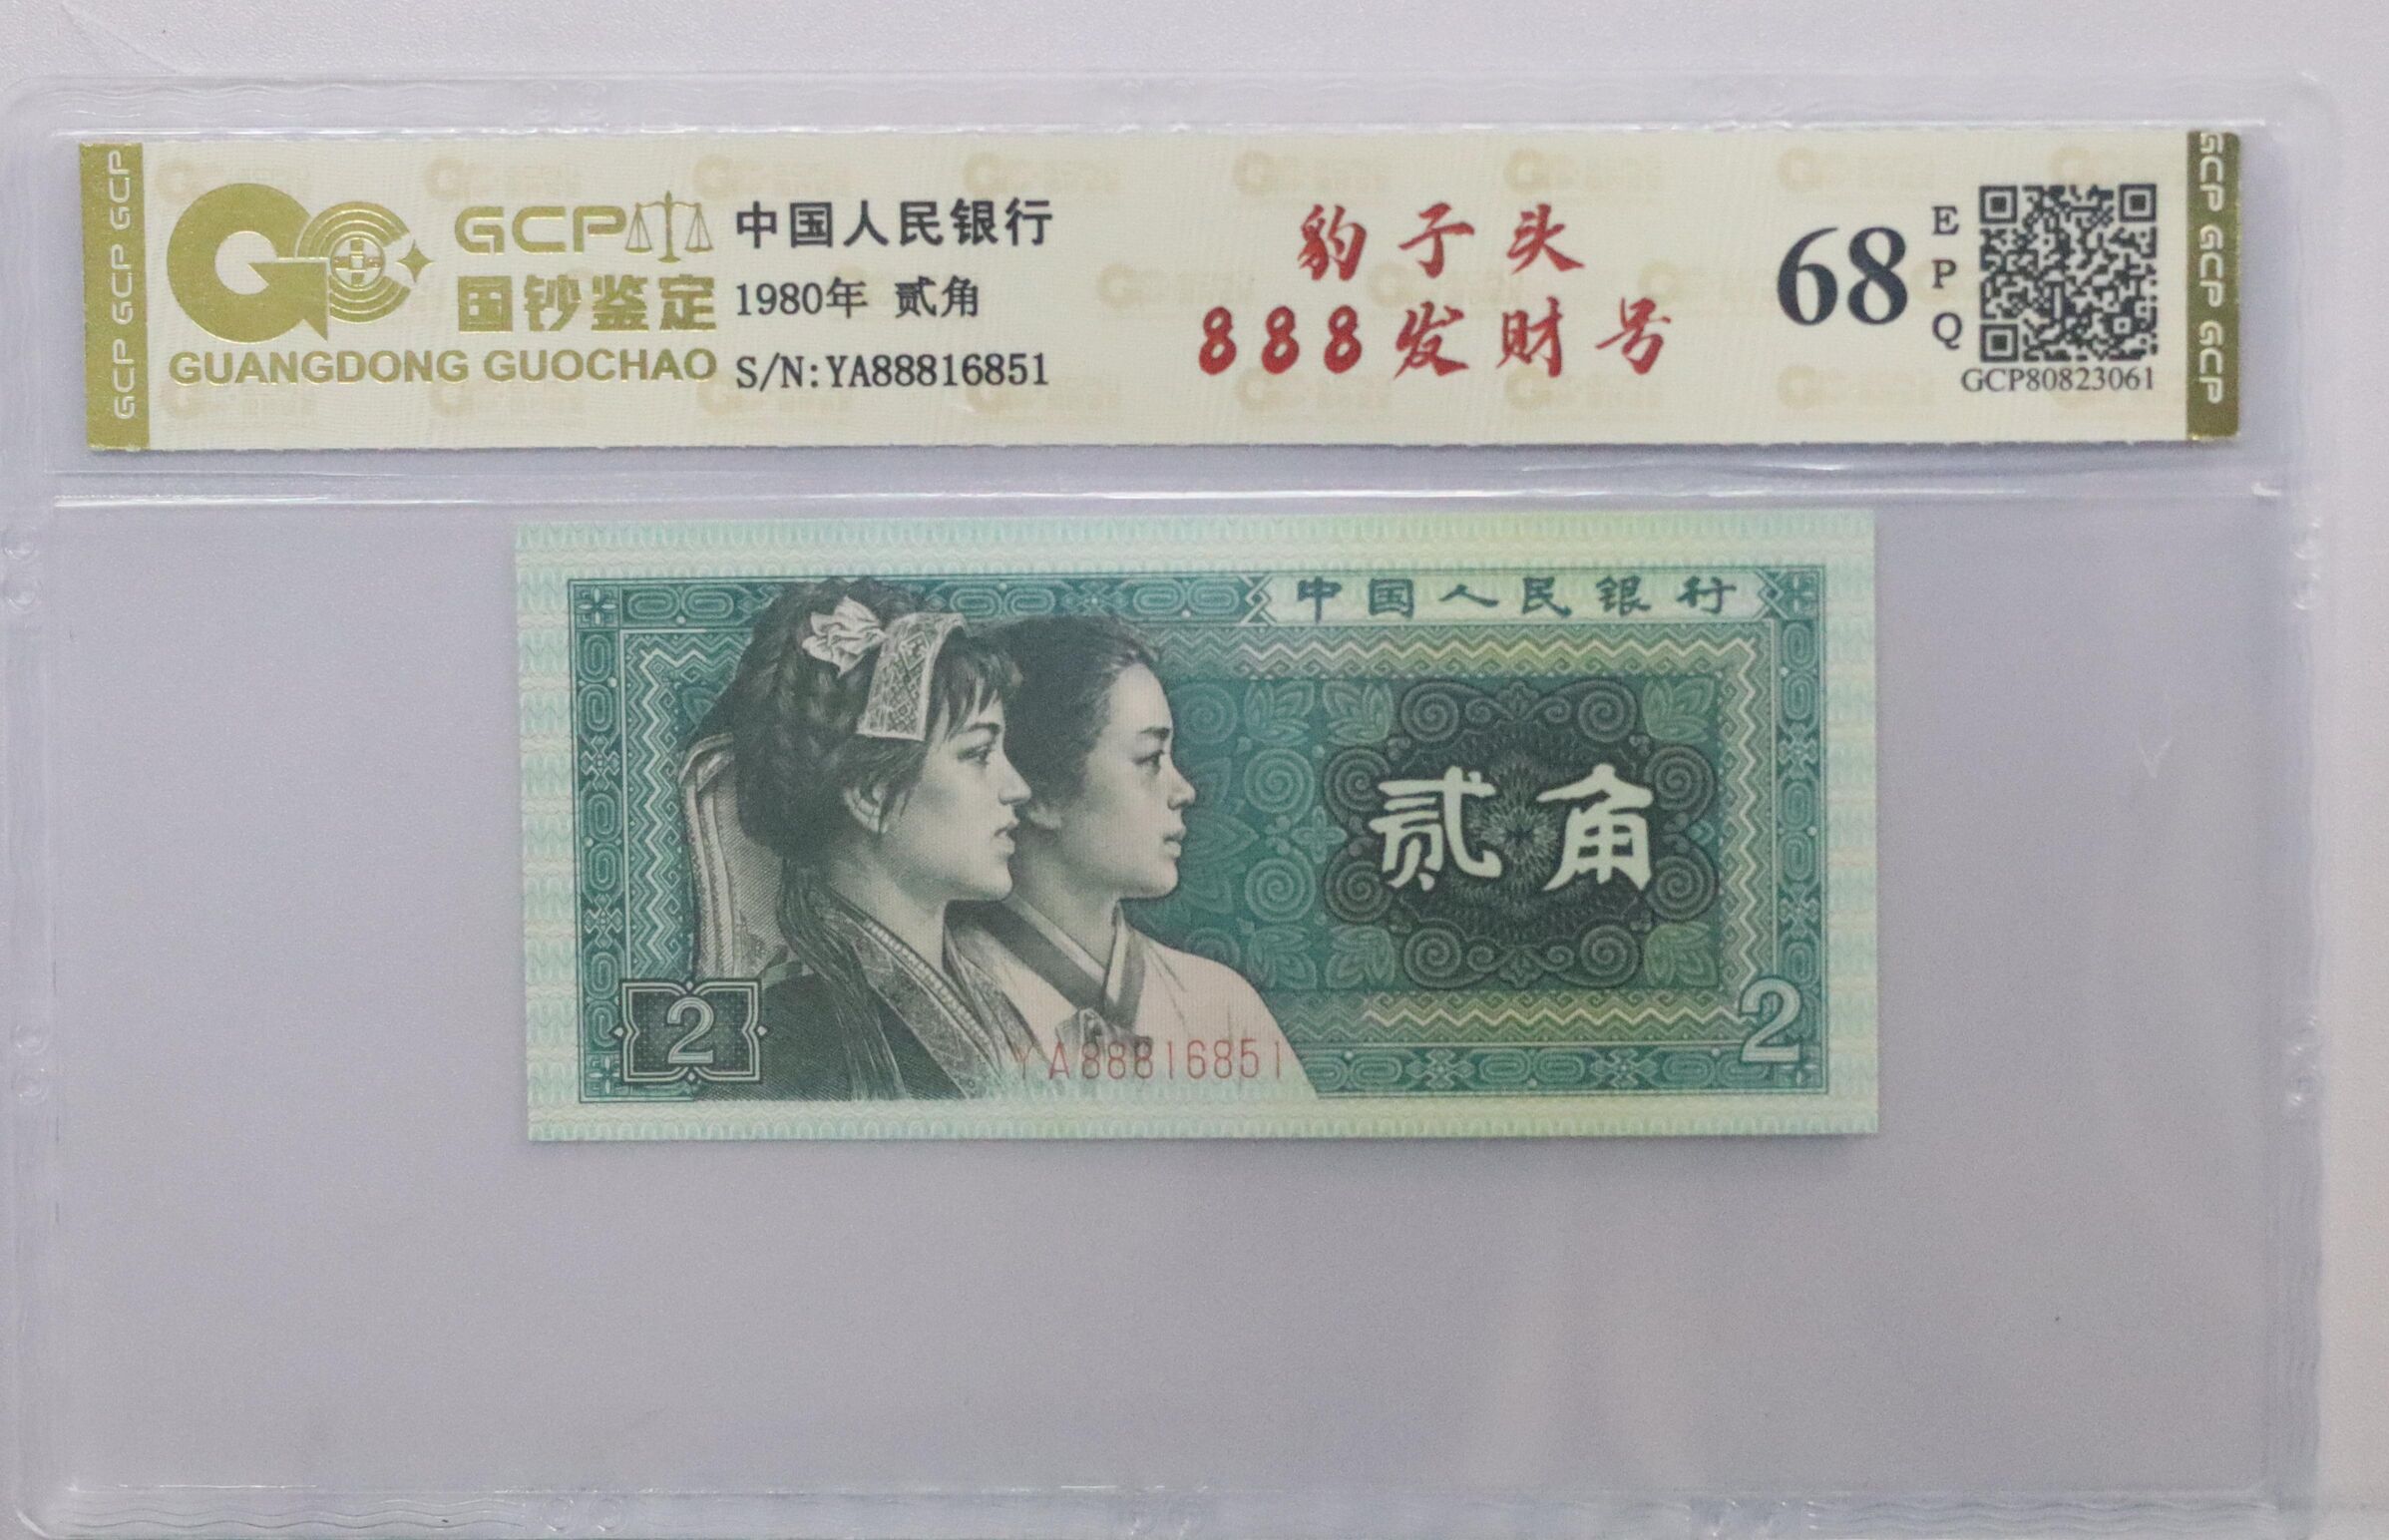 GCP GCP GCP
GCP
国钞鉴定
GUANGDONG GUOCHAO
中国人民银行
1980年 贰角
S/N:YA88816851
豹子头
888发财号
68
E
P
Q
GCP80823061
GCP GCP GCP
中国人民银行
贰角
2
YA88816851
2